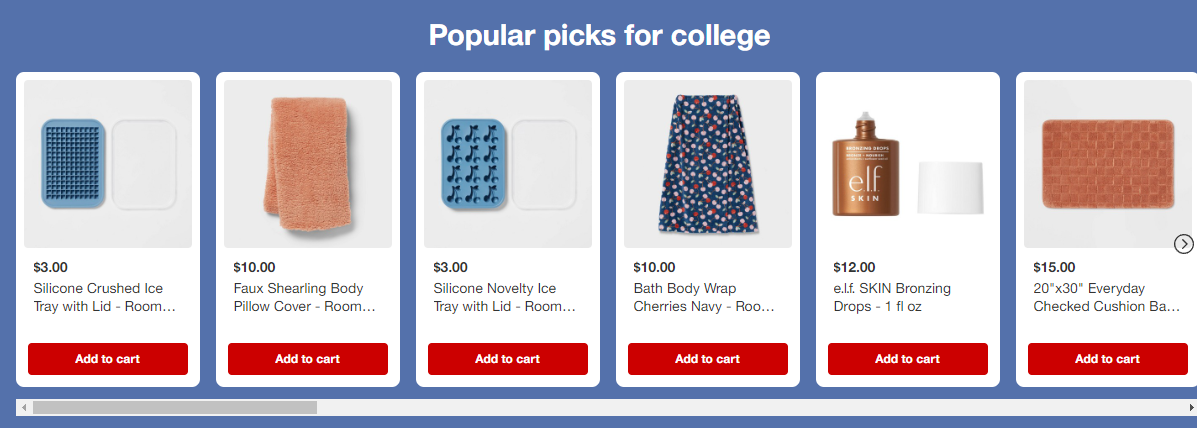 Popular picks for college
$3.00
Silicone Crushed Ice
Tray with Lid - Room…
Add to cart
$10.00
Faux Shearling Body
Pillow Cover - Room…
Add to cart
$3.00
Silicone Novelty Ice
Tray with Lid - Room…
Add to cart
$10.00
Bath Body Wrap
Cherries Navy - Roo…
Add to cart
BRONZING DROPS
e.l.f.
SKIN
$12.00
e.l.f. SKIN Bronzing
Drops - 1 fl oz
Add to cart
$15.00
20"x30" Everyday
Checked Cushion Ba…
Add to cart